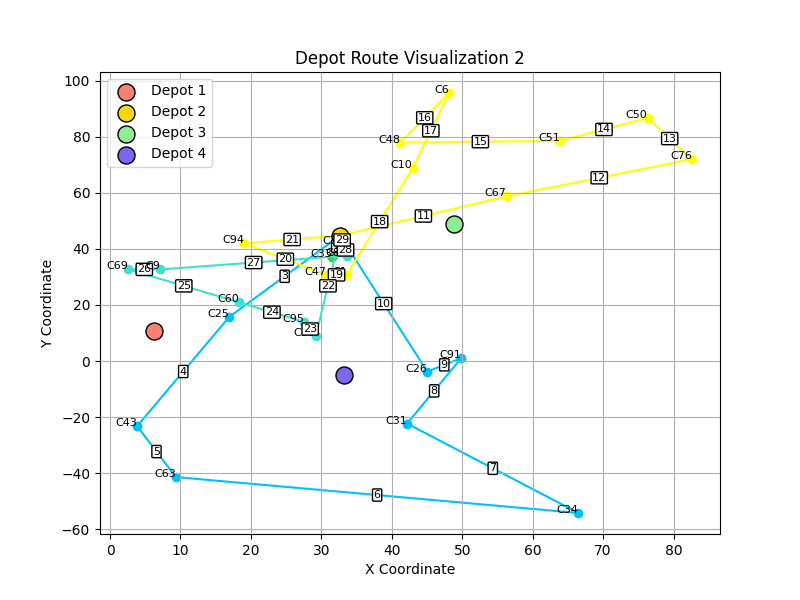 Depot Route Visualization 2
Depot 1
Depot 2
Depot 3
Depot 4
100
80
60
40
20
0
−20
−40
−60
Y Coordinate
0
10
20
30
40
50
60
70
80
X Coordinate
C6
16
17
C48
15
C51
14
C50
13
C76
C10
12
C67
11
18
C94
21
29
28
C69
26
C9
27
20
3
C47
19
22
25
C60
24
C95
23
C25
10
4
C26
9
C91
8
C43
C31
5
C63
7
6
C34